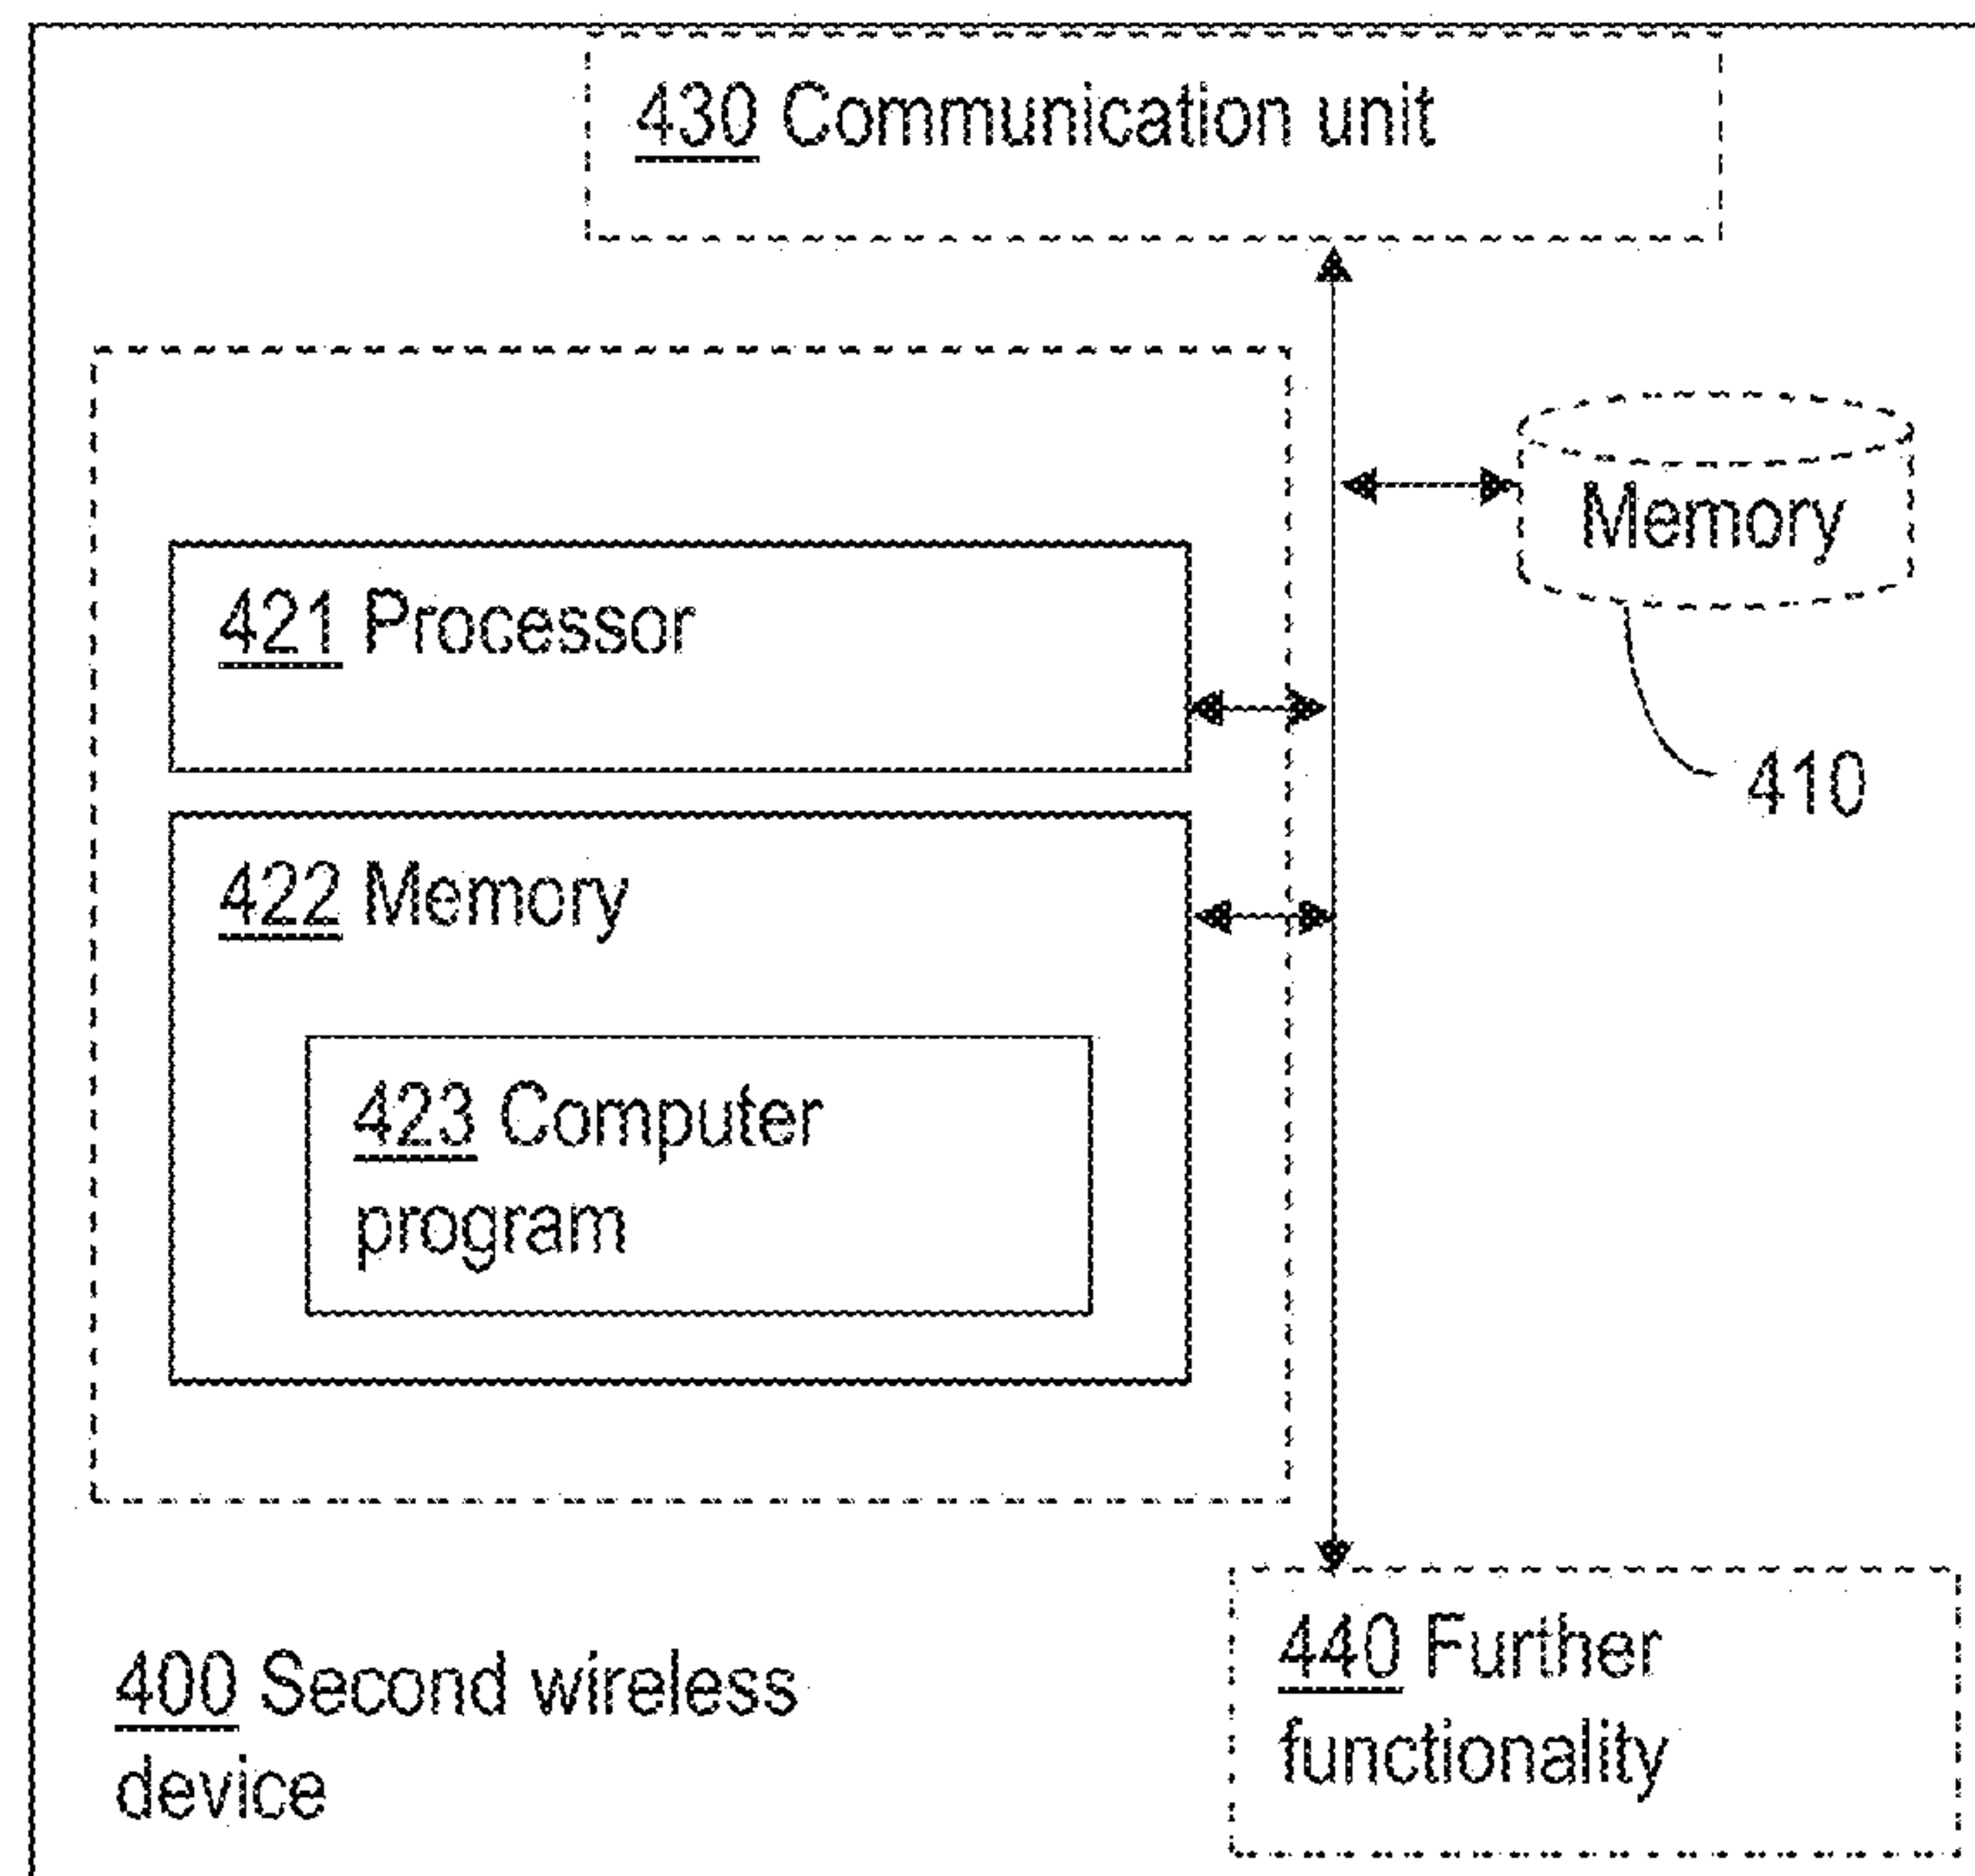 430 Communication unit
Memory
421 Processor
410
422 Memory
423 Computer
program
440 Further
functionality
400 Second wireless
device